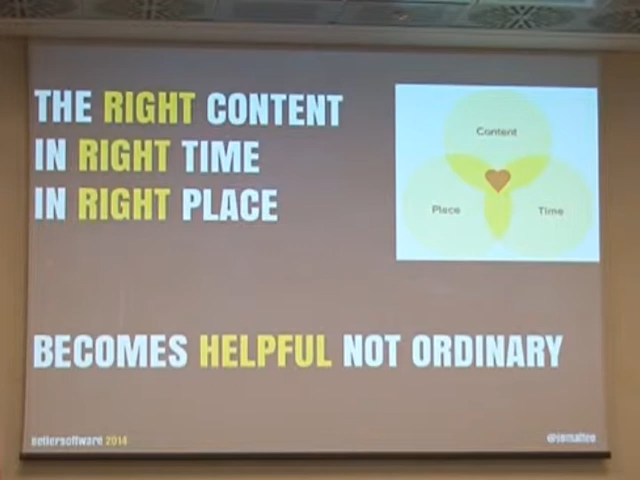 THE RIGHT CONTENT
IN RIGHT TIME
IN RIGHT PLACE
Content
Place
Time
BECOMES HELPFUL NOT ORDINARY
2014